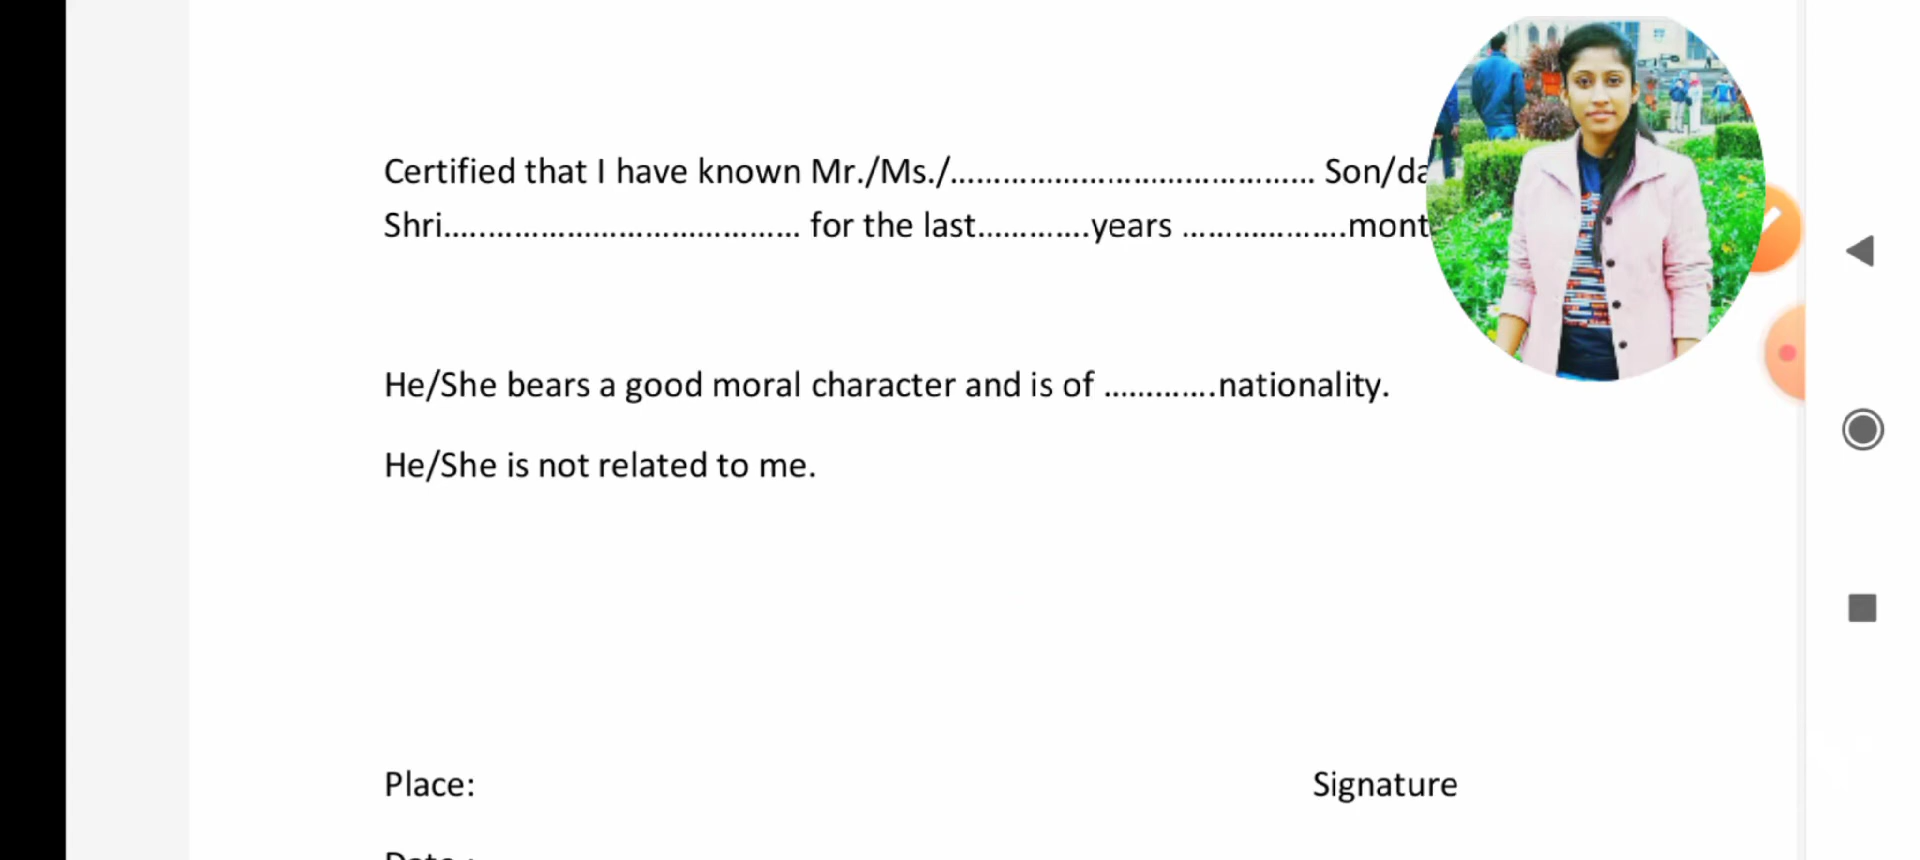 Certified that I have known Mr./Ms./.......................................... Son/da
Shri......................................... for the last.............years ...................mont
He/She bears a good moral character and is of .............nationality.
He/She is not related to me.
Place:
Signature
Date :